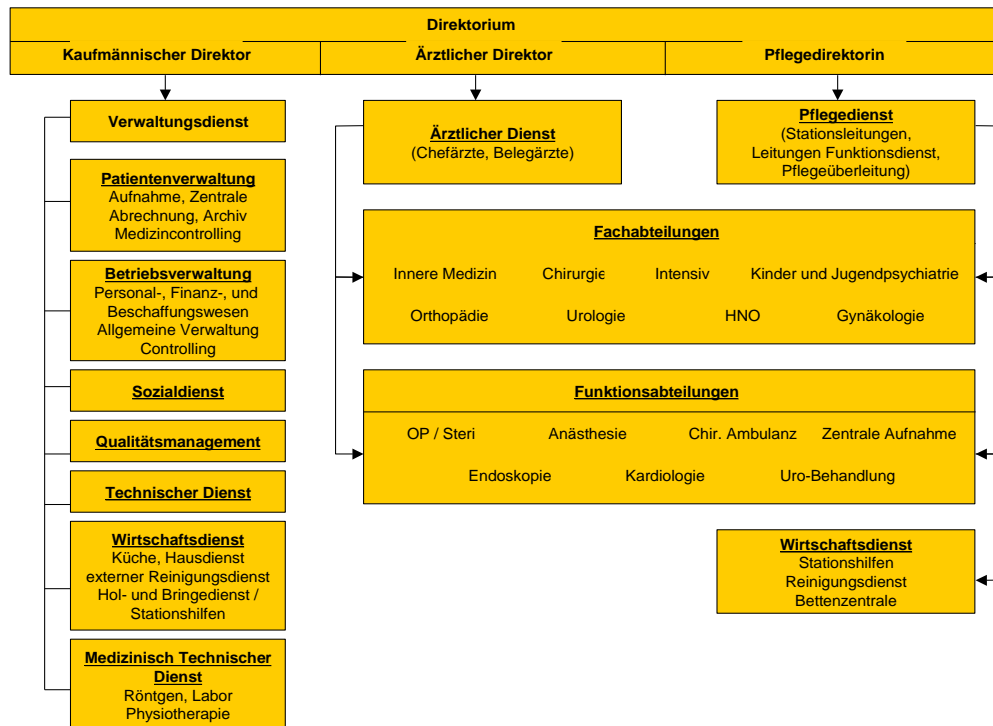 Direktorium
Kaufmännischer Direktor
Ärztlicher Direktor
Pflegedirektorin
Verwaltungsdienst
Patientenverwaltung
Aufnahme, Zentrale
Abrechnung, Archiv
Medizincontrolling
Betriebsverwaltung
Personal-, Finanz-, und
Beschaffungswesen
Allgemeine Verwaltung
Controlling
Sozialdienst
Qualitätsmanagement
Technischer Dienst
Wirtschaftsdienst
Küche, Hausdienst
externer Reinigungsdienst
Hol- und Bringedienst /
Stationshilfen
Medizinisch Technischer
Dienst
Röntgen, Labor
Physiotherapie
Ärztlicher Dienst
(Chefärzte, Belegärzte)
Pflegedienst
(Stationsleitungen,
Leitungen Funktionsdienst,
Pflegeüberleitung)
Fachabteilungen
Innere Medizin Chirurgie Intensiv Kinder und Jugendpsychiatrie
Orthopädie Urologie HNO Gynäkologie
Funktionsabteilungen
OP / Steri Anästhesie Chir. Ambulanz Zentrale Aufnahme
Endoskopie Kardiologie Uro-Behandlung
Wirtschaftsdienst
Stationshilfen
Reinigungsdienst
Bettenzentrale